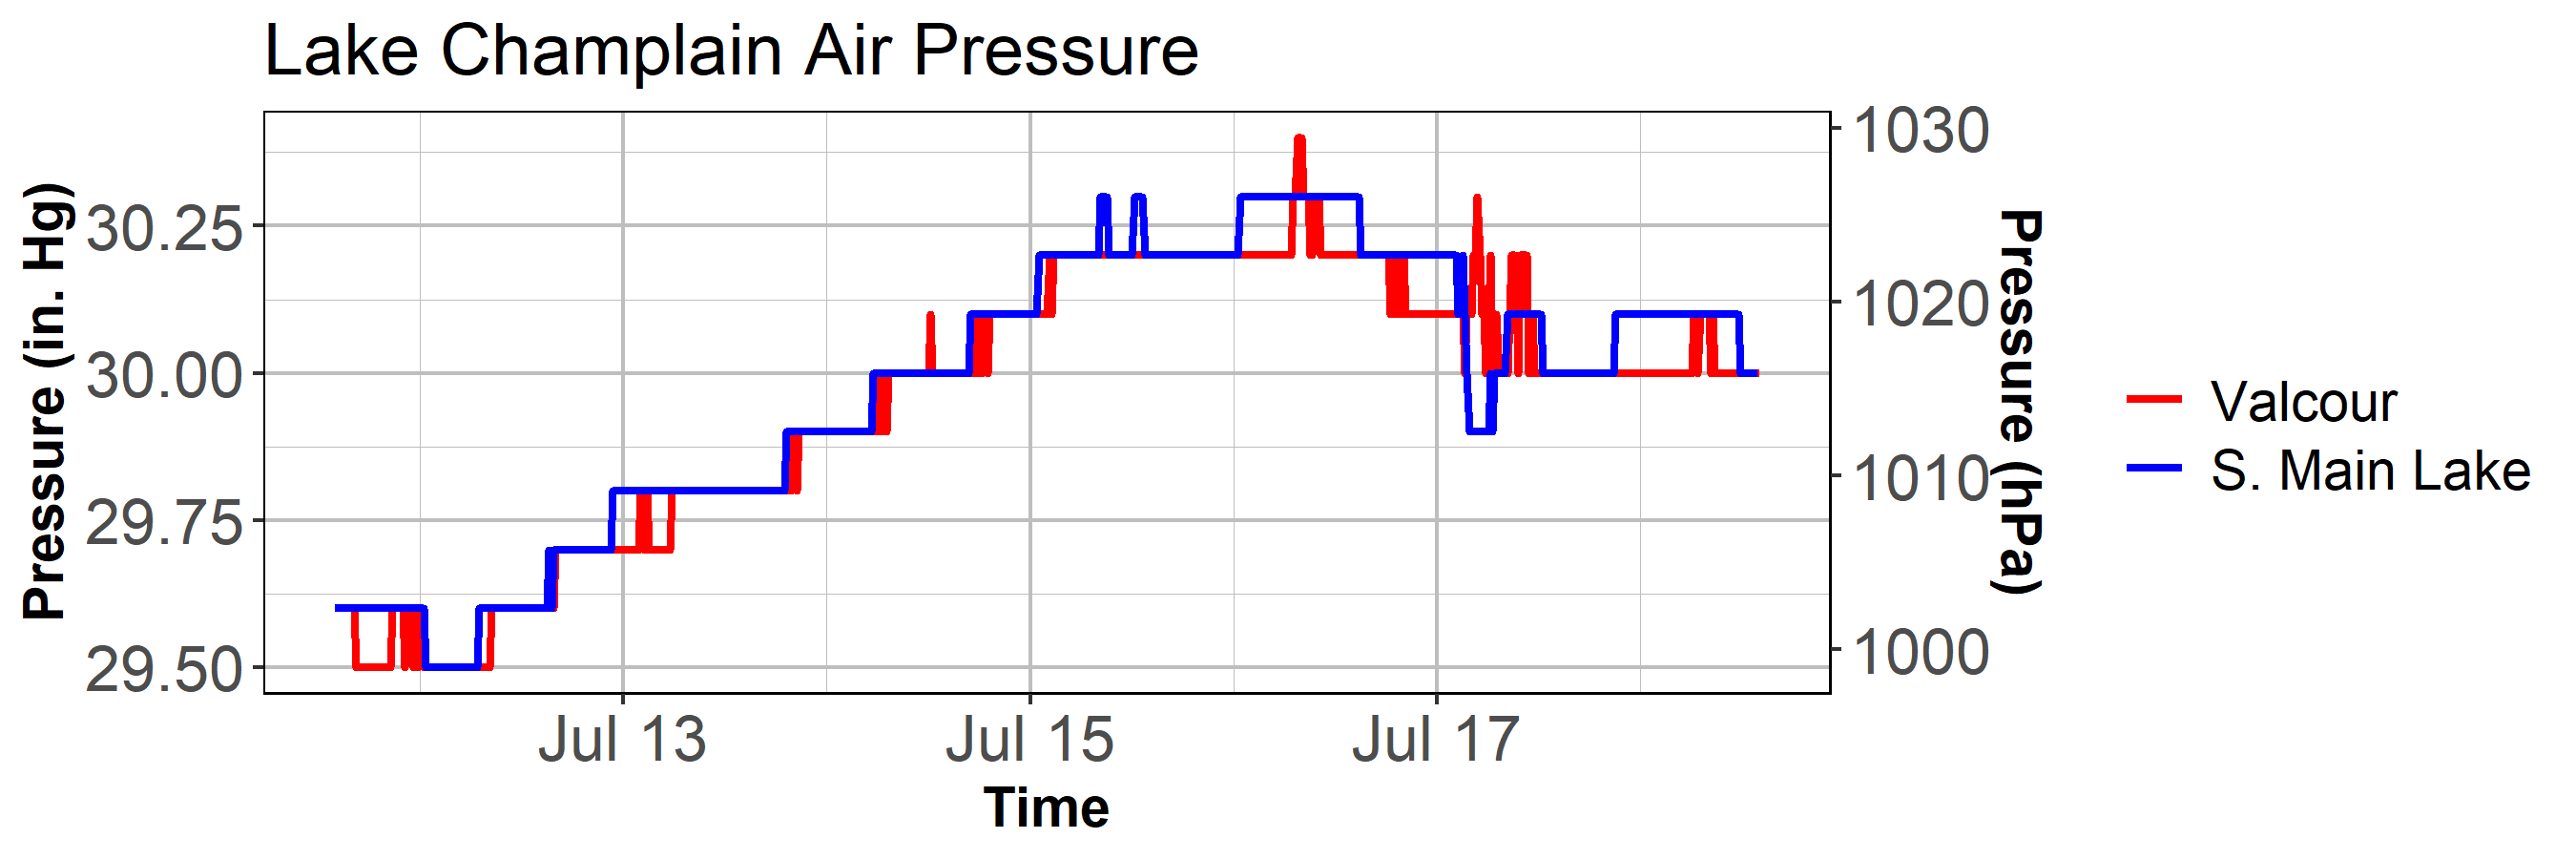 Lake Champlain Air Pressure
Pressure (in. Hg)
30.25
30.00
29.75
29.50
1030
1020
1010
1000
Pressure (hPa)
Jul 13
Jul 15
Jul 17
Time
Valcour
S. Main Lake